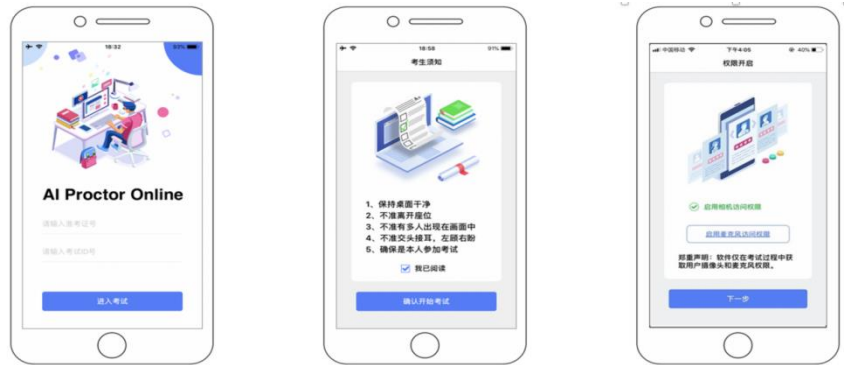 18:32
93%
AI Proctor Online
请输入准考证号
请输入考试ID号
进入考试
18:58
97%
考生须知
1、保持桌面干净
2、不准离开座位
3、不准有多人出现在画面中
4、不准交头接耳，左顾右盼
5、确保是本人参加考试
我已阅读
确认开始考试
中国移动
下午4:05
40%
权限开启
启用相机访问权限
启用麦克风访问权限
郑重声明：软件仅在考试过程中获
取用户摄像头和麦克风权限。
下一步